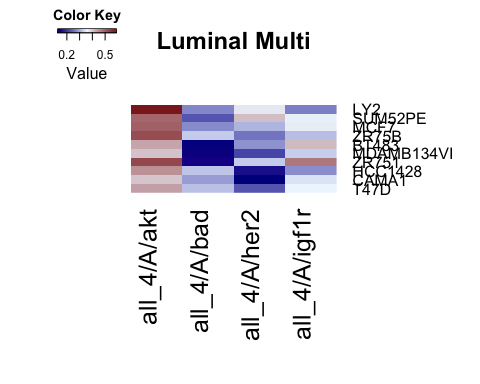 Color Key
0.2 0.5
Value
Luminal Multi
LY2
SUM52PE
MCF7
ZR75B
BT483
MDAMB134VI
ZR751
HCC1428
CAMA1
T47D
all_4/A/akt
all_4/A/bad
all_4/A/her2
all_4/A/igf1r